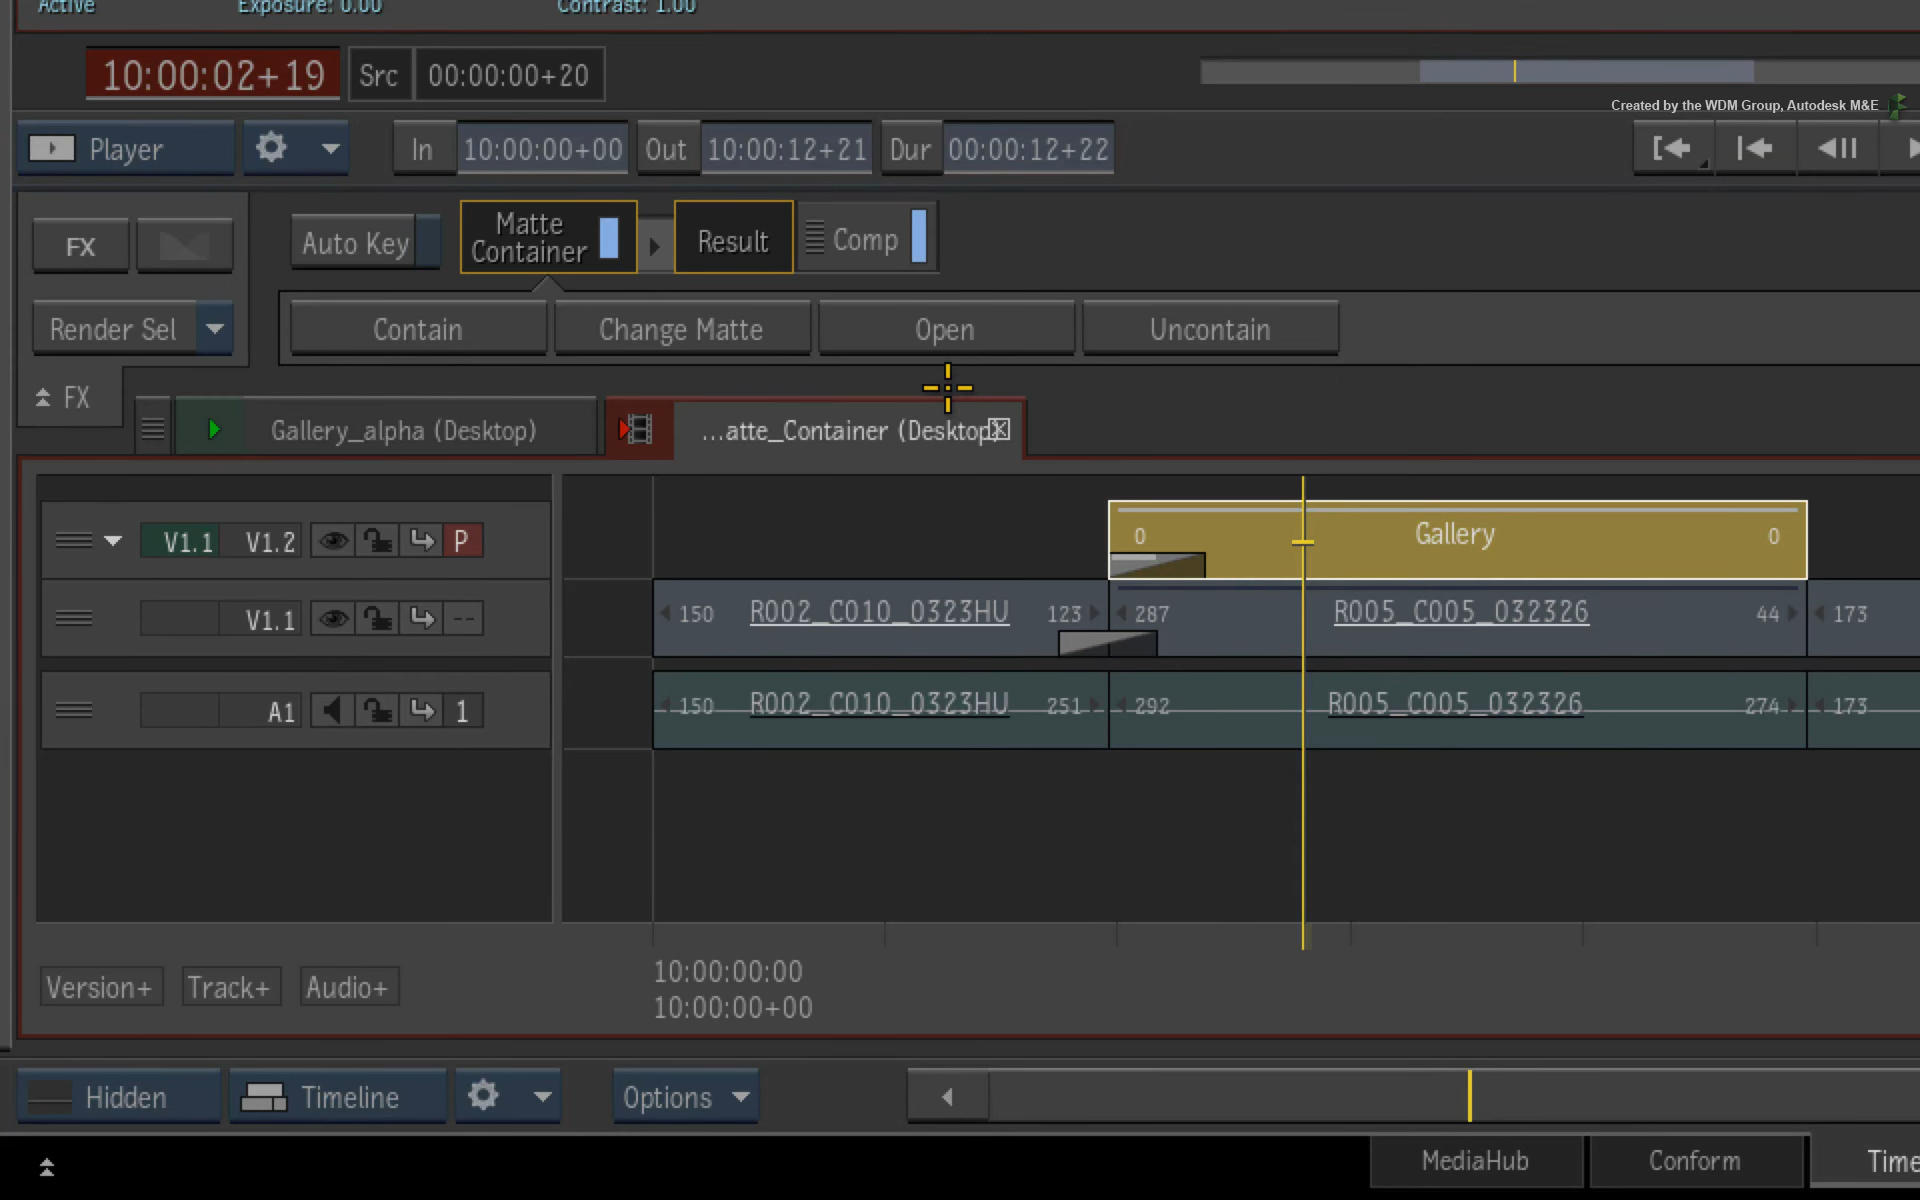 Active Exposure: 0.00 Contrast: 1.00
10:00:02+19 Src 00:00:00+20
Created by the WDM Group, Autodesk M&E
Player In 10:00:00+00 Out 10:00:12+21 Dur 00:00:12+22
FX Auto Key Matte Container Result Comp
Render Sel Contain Change Matte Open Uncontain
FX
Gallery_alpha (Desktop) ...atte_Container (Desktop)
V1.1 V1.2 P 0 Gallery 0
V1.1 -- 150 R002_C010_0323HU 123 287 R005_C005_032326 44 173
A1 1 150 R002_C010_0323HU 251 292 R005_C005_032326 274 173
Version+ Track+ Audio+ 10:00:00:00
10:00:00+00
Hidden Timeline Options
MediaHub Conform Time